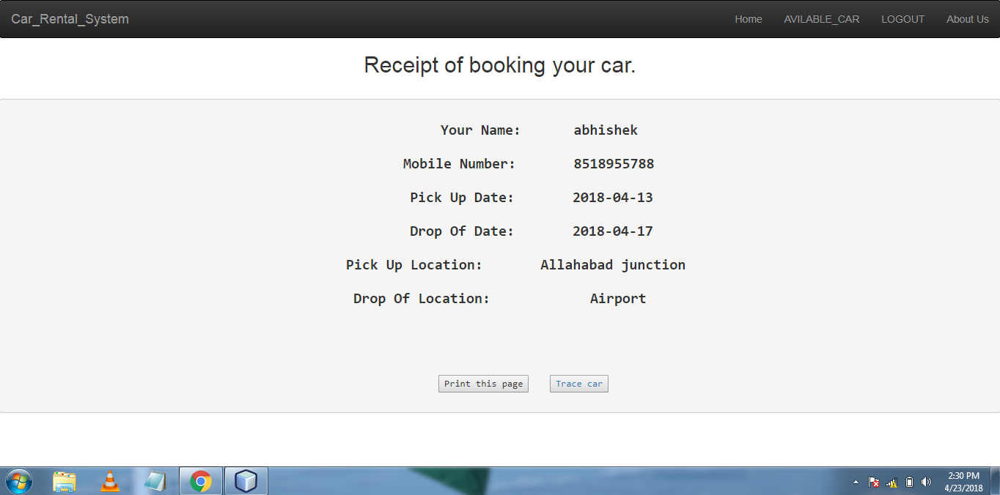 Car_Rental_System Home AVILABLE_CAR LOGOUT About Us
Receipt of booking your car.
Your Name: abhishek
Mobile Number: 8518955788
Pick Up Date: 2018-04-13
Drop Of Date: 2018-04-17
Pick Up Location: Allahabad junction
Drop Of Location: Airport
Print this page Trace car
2:30 PM
4/23/2018